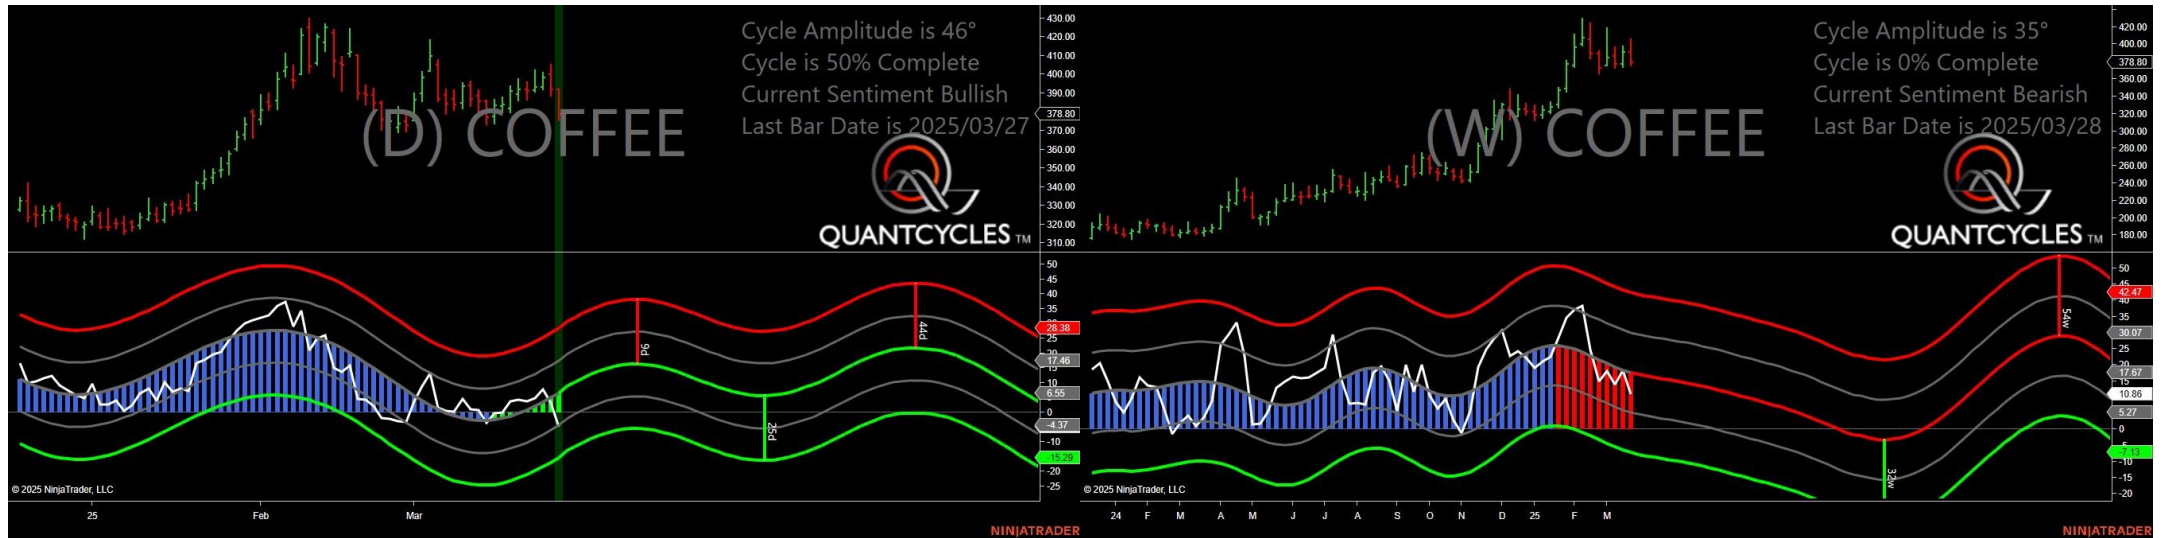 Cycle Amplitude is 46°
Cycle is 50% Complete
Current Sentiment Bullish
Last Bar Date is 2025/03/27
(D) COFFEE
QUANTCYCLES TM
430.00
420.00
410.00
400.00
390.00
378.80
370.00
360.00
350.00
340.00
330.00
320.00
310.00
50
45
40
35
28.38
25
20
17.46
15
10
6.55
0
-4.37
-10
-15.29
-20
-25
9d
25d
44d
© 2025 NinjaTrader, LLC
25 Feb Mar
NINJATRADER
Cycle Amplitude is 35°
Cycle is 0% Complete
Current Sentiment Bearish
Last Bar Date is 2025/03/28
(W) COFFEE
QUANTCYCLES TM
420.00
400.00
378.80
360.00
340.00
320.00
300.00
280.00
260.00
240.00
220.00
200.00
180.00
50
42.47
40
35
30.07
25
17.67
15
10.86
5.27
0
-7.13
-10
-15
-20
32w
54w
© 2025 NinjaTrader, LLC
24 F M A M J J A S O N D 25 F M
NINJATRADER